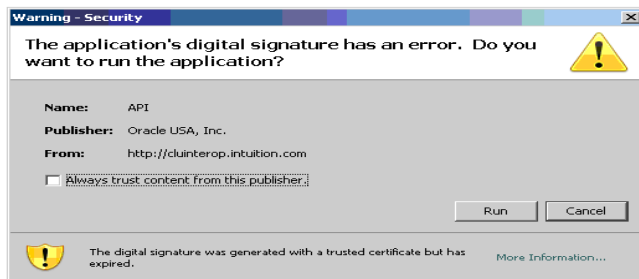 Warning - Security
The application's digital signature has an error. Do you
want to run the application?
Name: API
Publisher: Oracle USA, Inc.
From: http://cluinterop.intuition.com
Always trust content from this publisher.
Run Cancel
The digital signature was generated with a trusted certificate but has
expired.
More Information...